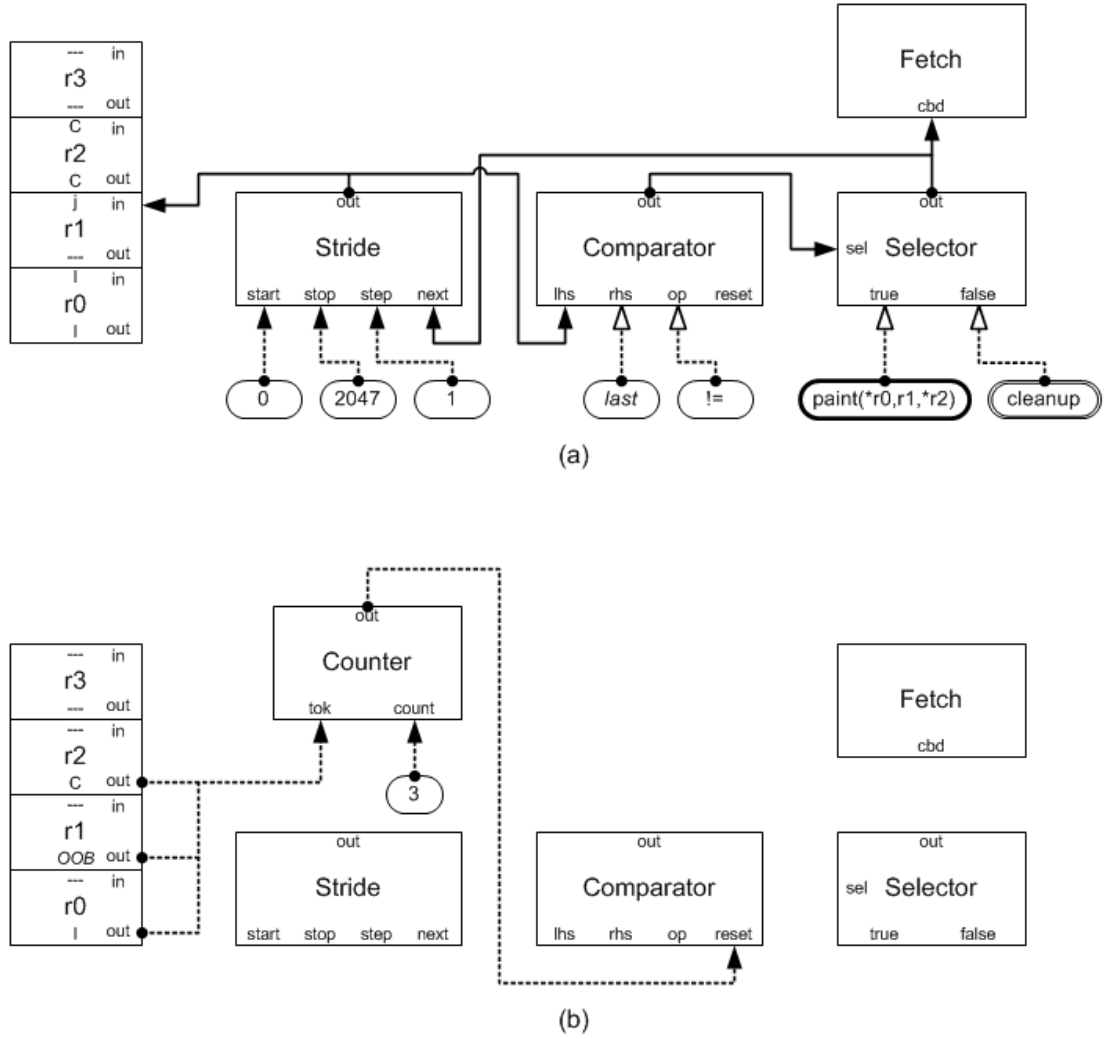 --- in
r3
--- out
C in
r2
C out
j in
r1
--- out
I in
r0
I out
Fetch
cbd
out
Stride
start stop step next
out
Comparator
lhs rhs op reset
out
sel Selector
true false
0
2047
1
last
!=
paint(*r0,r1,*r2)
cleanup
(a)
out
Counter
tok count
3
--- in
r3
--- out
--- in
r2
C out
--- in
r1
OOB out
--- in
r0
I out
Fetch
cbd
out
Stride
start stop step next
out
Comparator
lhs rhs op reset
out
sel Selector
true false
(b)